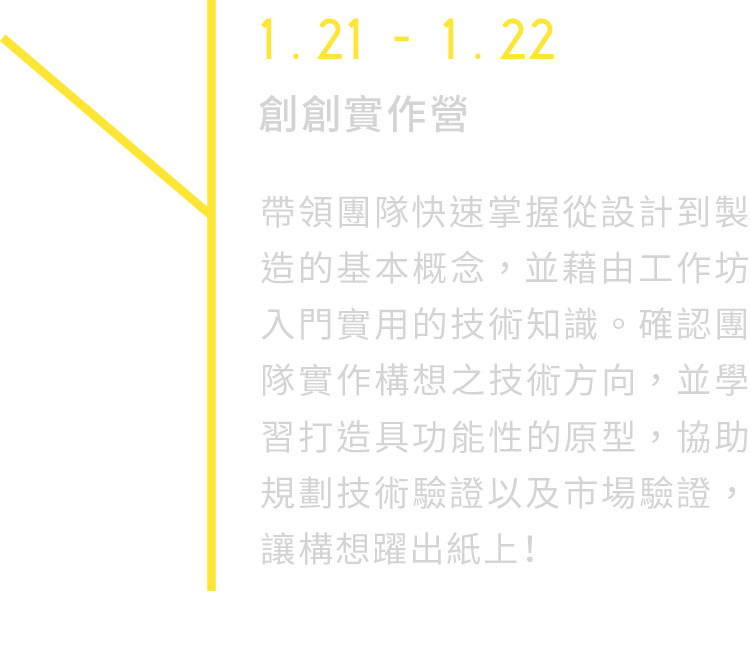 1.21 - 1.22
創創實作營
帶領團隊快速掌握從設計到製
造的基本概念，並藉由工作坊
入門實用的技術知識。確認團
隊實作構想之技術方向，並學
習打造具功能性的原型，協助
規劃技術驗證以及市場驗證，
讓構想躍出紙上！